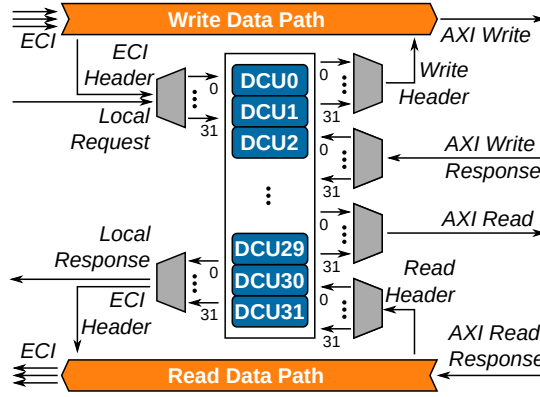 Write Data Path
ECI
AXI Write
ECI
Header
Local
Request
0
31
DCU0
DCU1
DCU2
DCU29
DCU30
DCU31
0
31
Write
Header
0
31
AXI Write
Response
0
31
AXI Read
Local
Response
ECI
Header
0
31
0
31
Read
Header
AXI Read
Response
ECI
Read Data Path